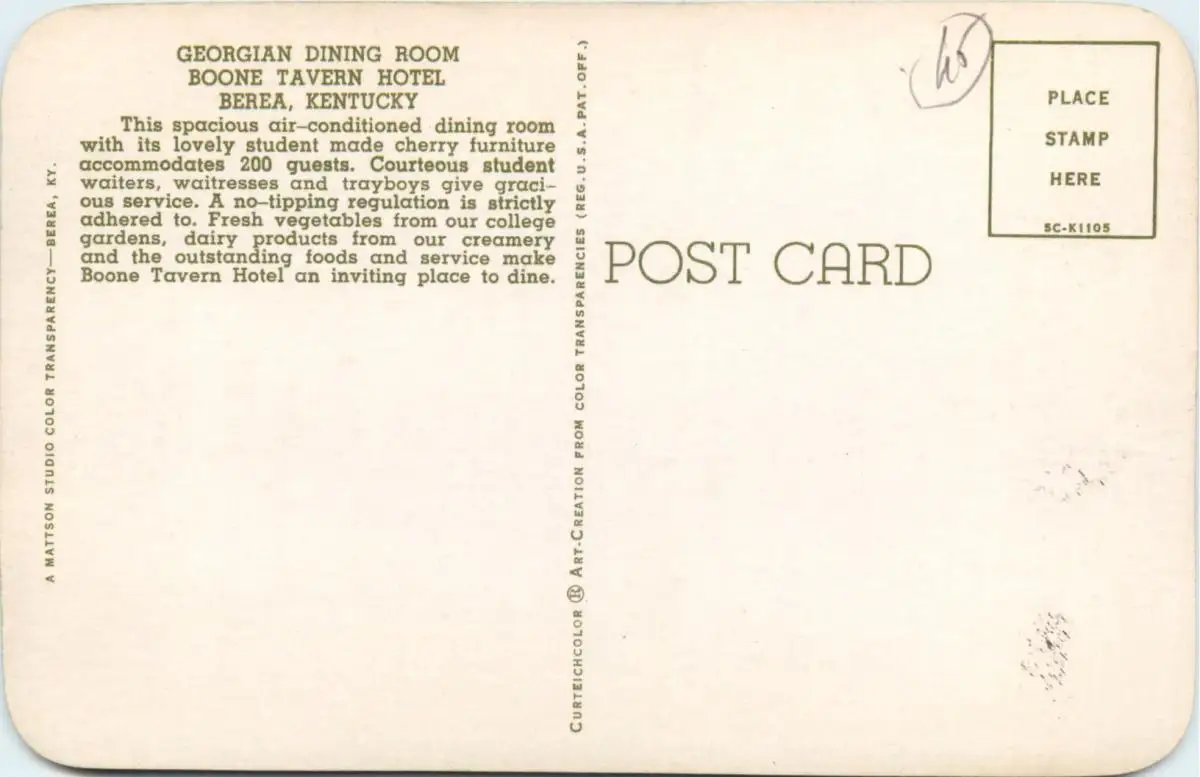 GEORGIAN DINING ROOM
BOONE TAVERN HOTEL
BEREA, KENTUCKY
This spacious air-conditioned dining room
with its lovely student made cherry furniture
accommodates 200 guests. Courteous student
waiters, waitresses and trayboys give graci-
ous service. A no-tipping regulation is strictly
adhered to. Fresh vegetables from our college
gardens, dairy products from our creamery
and the outstanding foods and service make
Boone Tavern Hotel an inviting place to dine.
A MATTSON STUDIO COLOR TRANSPARENCY—BEREA, KY.
CURTEICHCOLOR ® ART-CREATION FROM COLOR TRANSPARENCIES (REG. U.S.A. PAT. OFF.)
POST CARD
PLACE
STAMP
HERE
5C-K1105